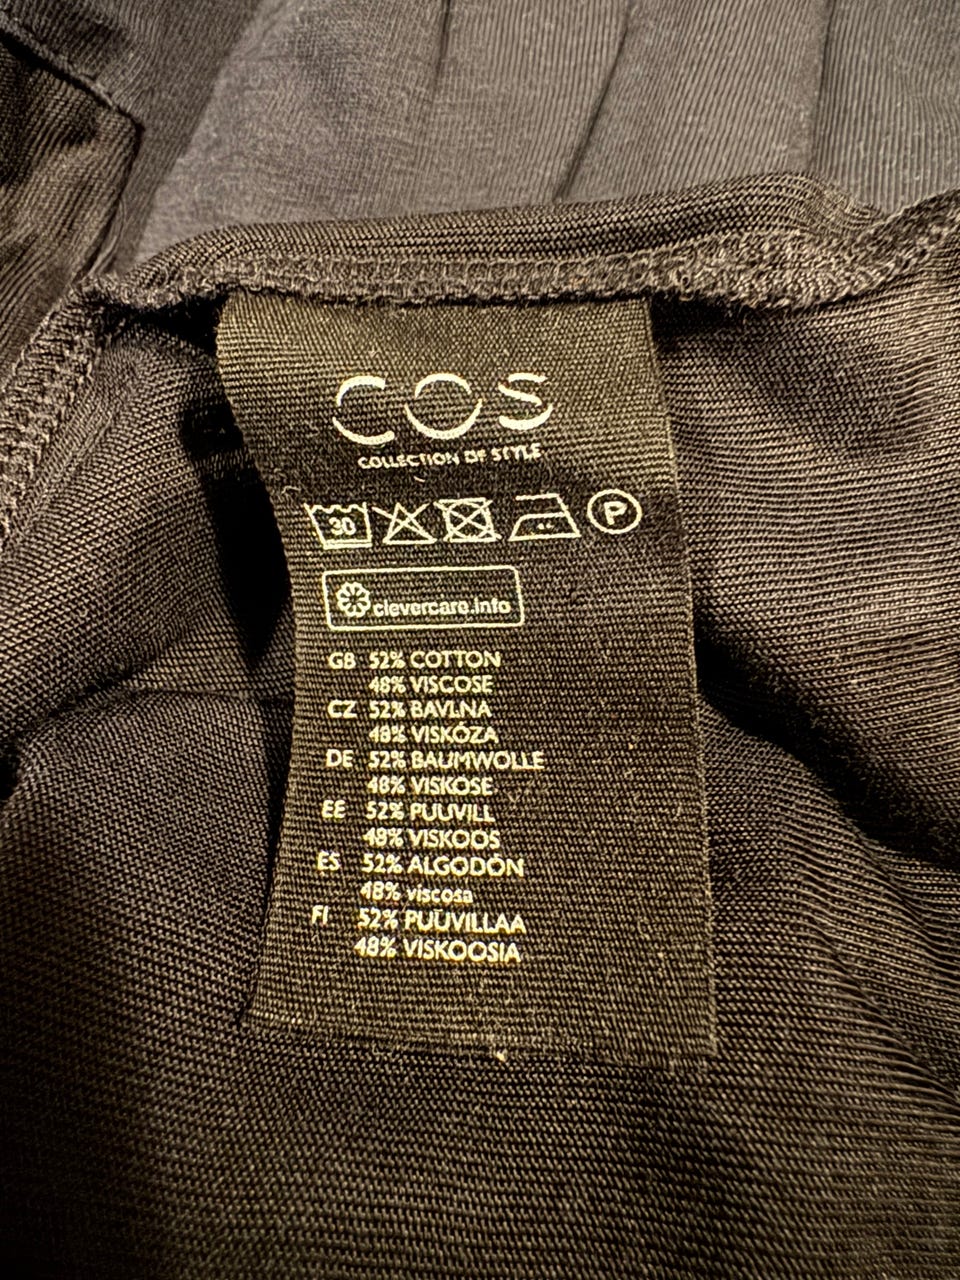 COS
COLLECTION OF STYLE
30 P
clevercare.info
GB 52% COTTON
48% VISCOSE
CZ 52% BAVLNA
48% VISKÓZA
DE 52% BAUMWOLLE
48% VISKOSE
EE 52% PUUVILL
48% VISKOOS
ES 52% ALGODÓN
48% viscosa
FI 52% PUUVILLAA
48% VISKOOSIA